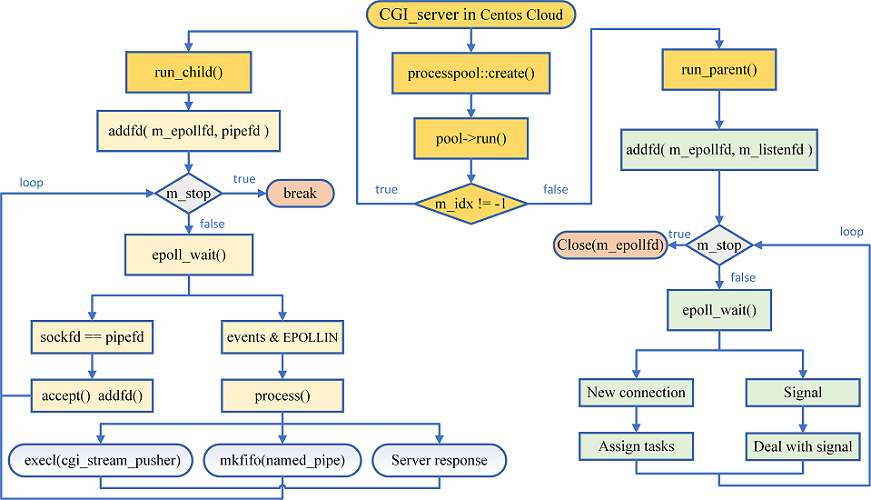 CGI_server in Centos Cloud
run_child()
processpool::create()
run_parent()
addfd( m_epollfd, pipefd )
pool->run()
addfd( m_epollfd, m_listenfd )
loop
m_stop
true
break
true
m_idx != -1
false
false
Close(m_epollfd)
true
m_stop
loop
epoll_wait()
false
epoll_wait()
sockfd == pipefd
events & EPOLLIN
accept() addfd()
process()
New connection
Signal
execl(cgi_stream_pusher)
mkfifo(named_pipe)
Server response
Assign tasks
Deal with signal